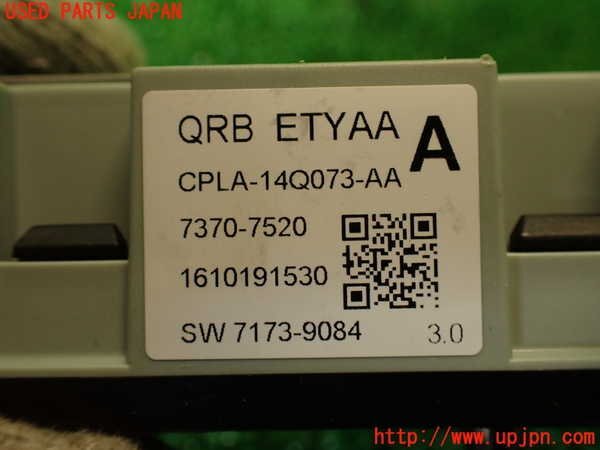 USED PARTS JAPAN
QRB ETYAA
A
CPLA-14Q073-AA
7370-7520
1610191530
SW 7173-9084
3.0
http://www.upjpn.com/